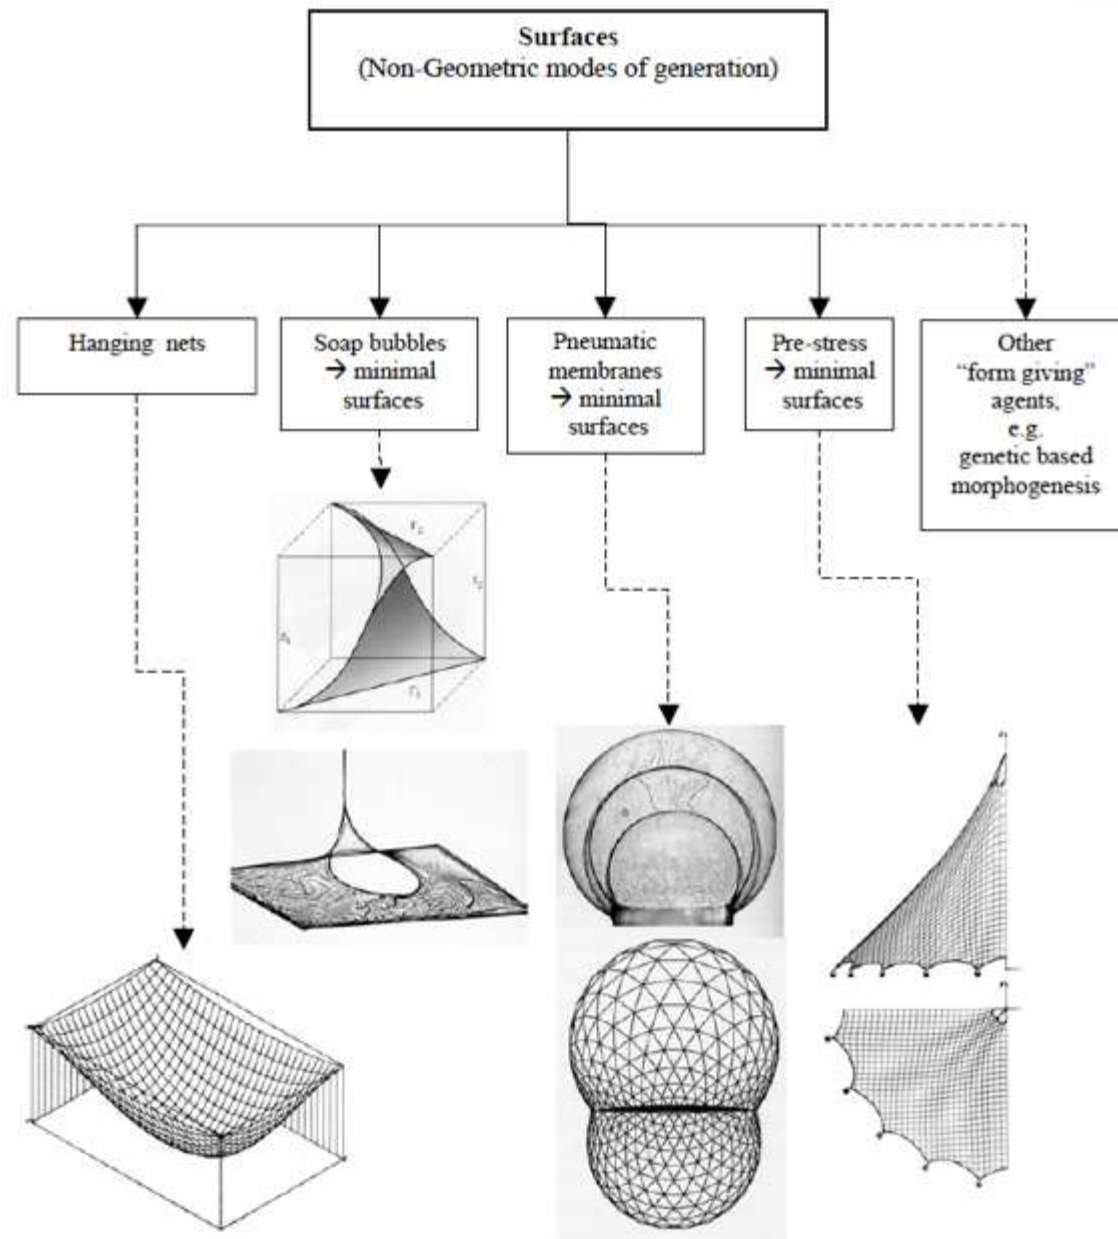 Surfaces
(Non-Geometric modes of generation)
Hanging nets
Soap bubbles
→ minimal
surfaces
Pneumatic
membranes
→ minimal
surfaces
Pre-stress
→ minimal
surfaces
Other
“form giving”
agents,
e.g.
genetic based
morphogenesis